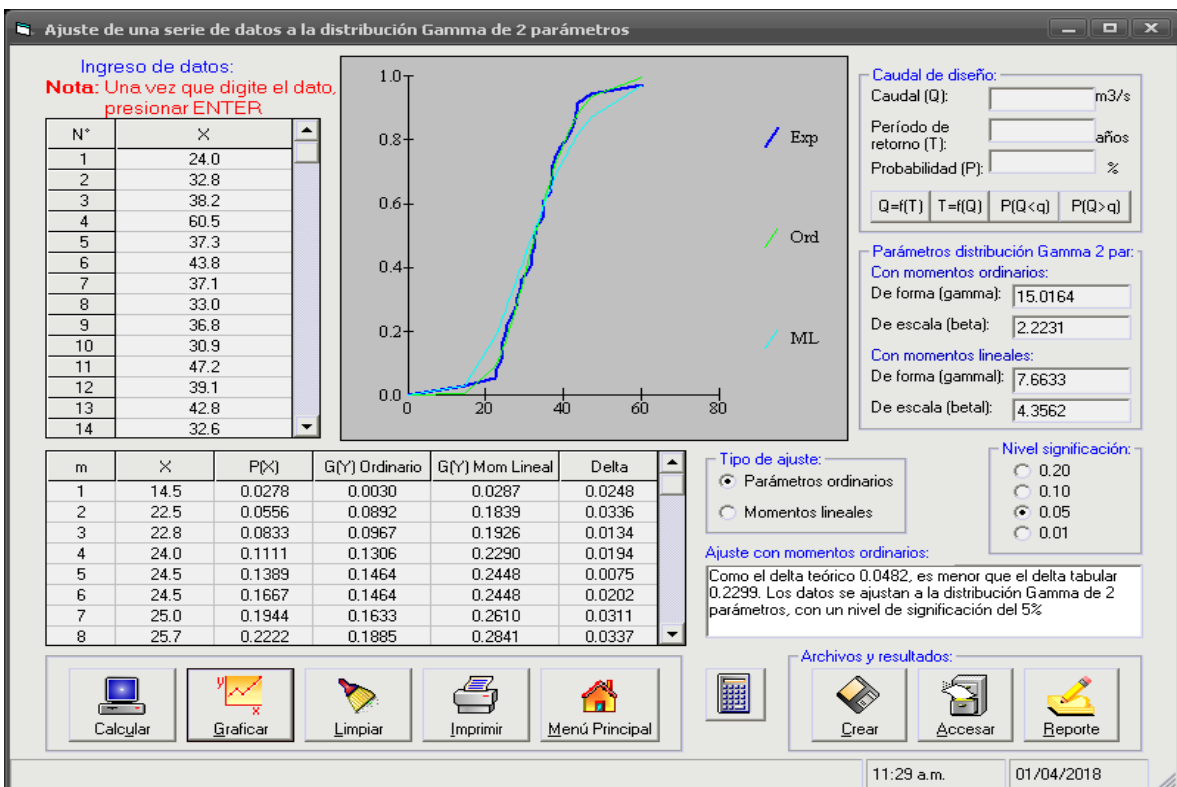 Ajuste de una serie de datos a la distribución Gamma de 2 parámetros
Ingreso de datos:
Nota: Una vez que digite el dato,
presionar ENTER
N° X
1 24.0
2 32.8
3 38.2
4 60.5
5 37.3
6 43.8
7 37.1
8 33.0
9 36.8
10 30.9
11 47.2
12 39.1
13 42.8
14 32.6
1.0
0.8
0.6
0.4
0.2
0.0
0 20 40 60 80
Exp
Ord
ML
Caudal de diseño:
Caudal (Q): m3/s
Período de
retorno (T): años
Probabilidad (P): %
Q=f(T) T=f(Q) P(Q<q) P(Q>q)
Parámetros distribución Gamma 2 par:
Con momentos ordinarios:
De forma (gamma): 15.0164
De escala (beta): 2.2231
Con momentos lineales:
De forma (gammal): 7.6633
De escala (betal): 4.3562
m X P(X) G(Y) Ordinario G(Y) Mom Lineal Delta
1 14.5 0.0278 0.0030 0.0287 0.0248
2 22.5 0.0556 0.0892 0.1839 0.0336
3 22.8 0.0833 0.0967 0.1926 0.0134
4 24.0 0.1111 0.1306 0.2290 0.0194
5 24.5 0.1389 0.1464 0.2448 0.0075
6 24.5 0.1667 0.1464 0.2448 0.0202
7 25.0 0.1944 0.1633 0.2610 0.0311
8 25.7 0.2222 0.1885 0.2841 0.0337
Tipo de ajuste:
Parámetros ordinarios
Momentos lineales
Nivel significación:
0.20
0.10
0.05
0.01
Ajuste con momentos ordinarios:
Como el delta teórico 0.0482, es menor que el delta tabular
0.2299. Los datos se ajustan a la distribución Gamma de 2
parámetros, con un nivel de significación del 5%
Calcular Graficar Limpiar Imprimir Menú Principal
Archivos y resultados:
Crear Accesar Reporte
11:29 a.m. 01/04/2018